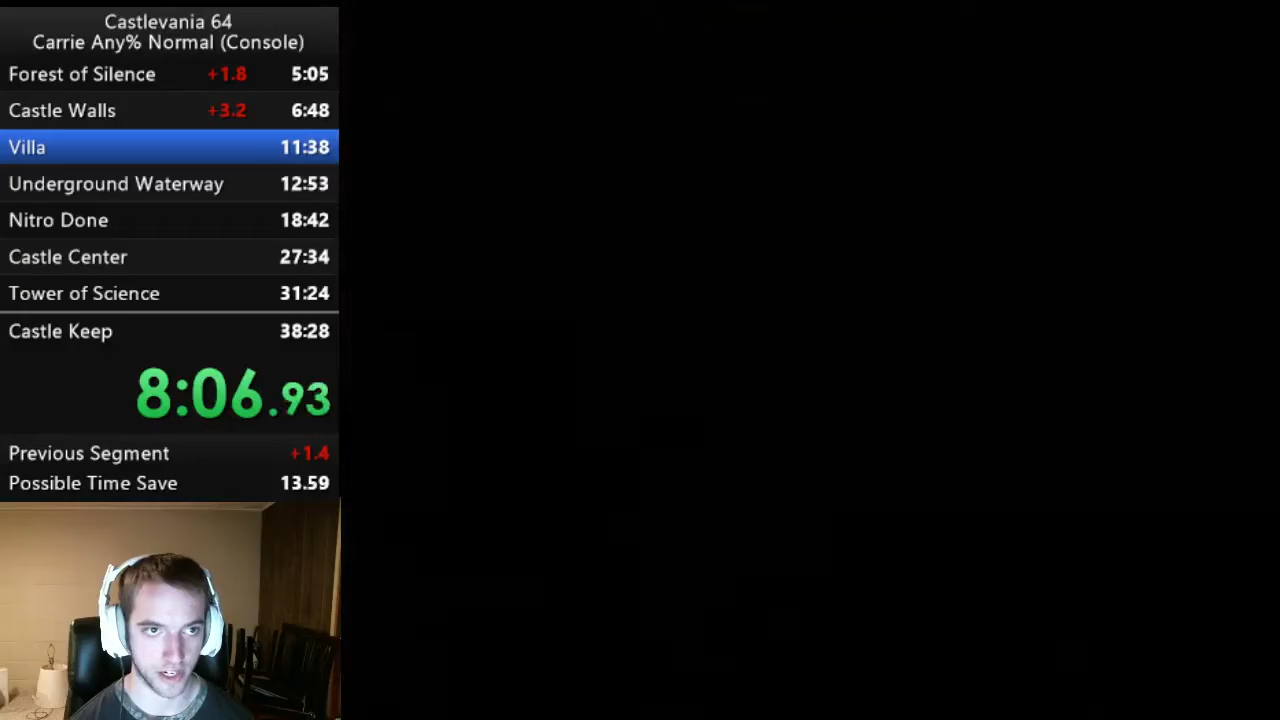 Castlevania 64
Carrie Any% Normal (Console)
Forest of Silence +1.8 5:05
Castle Walls +3.2 6:48
Villa 11:38
Underground Waterway 12:53
Nitro Done 18:42
Castle Center 27:34
Tower of Science 31:24
Castle Keep 38:28
8:06.93
Previous Segment +1.4
Possible Time Save 13.59